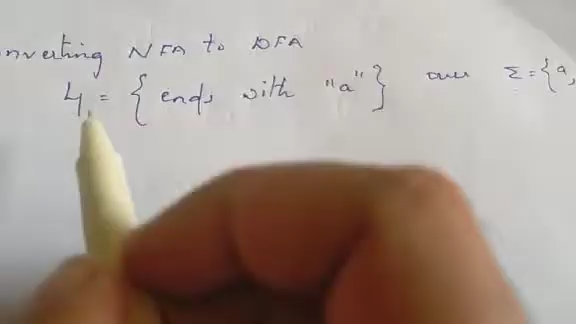 nverting NFA to DFA
L1 = { ends with "a" } over Σ = {a,